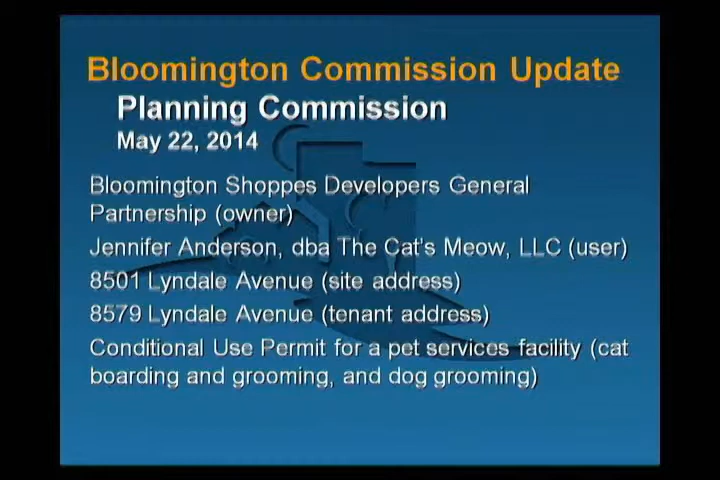 Bloomington Commission Update
Planning Commission
May 22, 2014
Bloomington Shoppes Developers General
Partnership (owner)
Jennifer Anderson, dba The Cat's Meow, LLC (user)
8501 Lyndale Avenue (site address)
8579 Lyndale Avenue (tenant address)
Conditional Use Permit for a pet services facility (cat
boarding and grooming, and dog grooming)